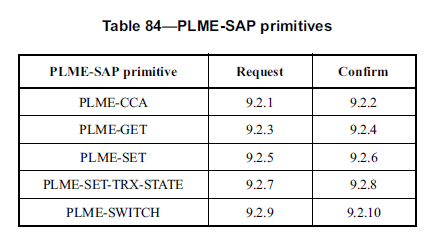 Table 84—PLME-SAP primitives
PLME-SAP primitive Request Confirm
PLME-CCA 9.2.1 9.2.2
PLME-GET 9.2.3 9.2.4
PLME-SET 9.2.5 9.2.6
PLME-SET-TRX-STATE 9.2.7 9.2.8
PLME-SWITCH 9.2.9 9.2.10